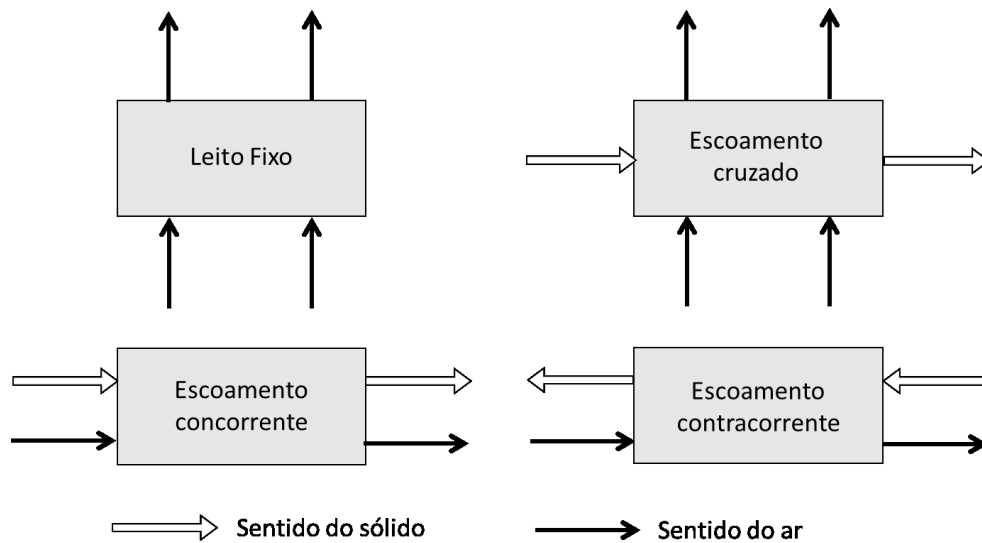 Leito Fixo
Escoamento
cruzado
Escoamento
concorrente
Escoamento
contracorrente
Sentido do sólido
Sentido do ar